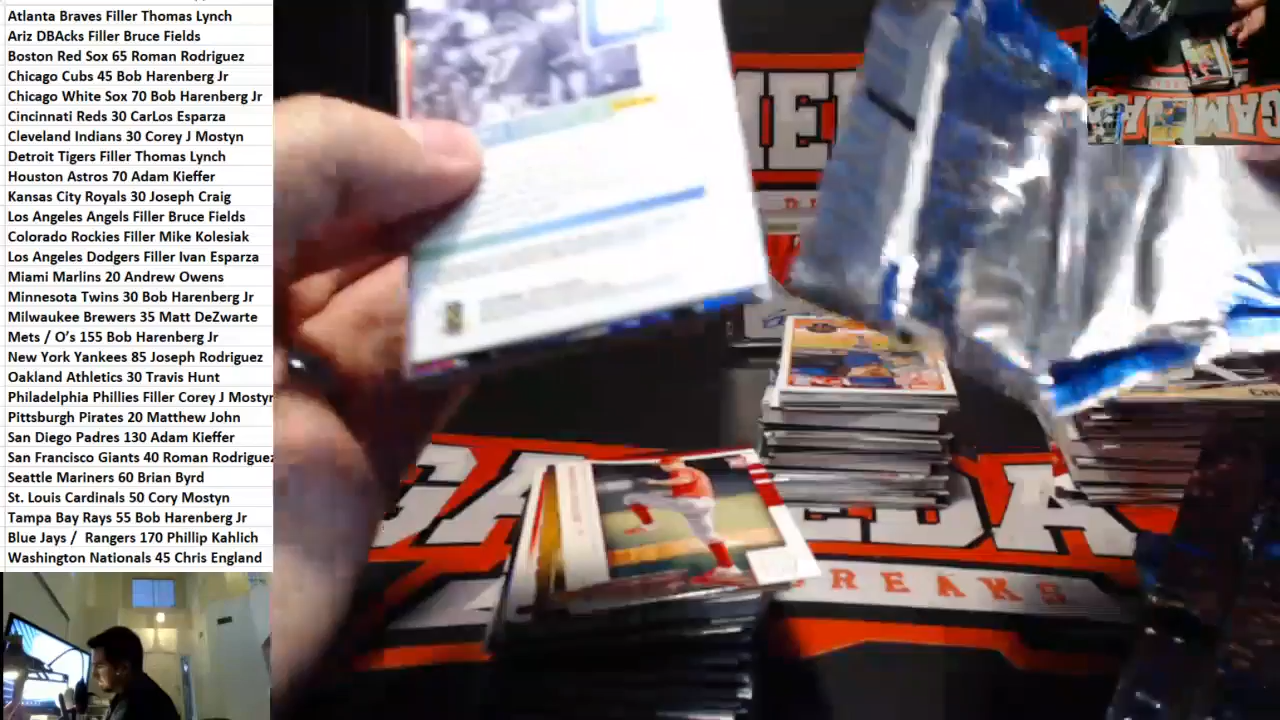 Atlanta Braves Filler Thomas Lynch
Ariz DBAcks Filler Bruce Fields
Boston Red Sox 65 Roman Rodriguez
Chicago Cubs 45 Bob Harenberg Jr
Chicago White Sox 70 Bob Harenberg Jr
Cincinnati Reds 30 CarLos Esparza
Cleveland Indians 30 Corey J Mostyn
Detroit Tigers Filler Thomas Lynch
Houston Astros 70 Adam Kieffer
Kansas City Royals 30 Joseph Craig
Los Angeles Angels Filler Bruce Fields
Colorado Rockies Filler Mike Kolesiak
Los Angeles Dodgers Filler Ivan Esparza
Miami Marlins 20 Andrew Owens
Minnesota Twins 30 Bob Harenberg Jr
Milwaukee Brewers 35 Matt DeZwarte
Mets / O's 155 Bob Harenberg Jr
New York Yankees 85 Joseph Rodriguez
Oakland Athletics 30 Travis Hunt
Philadelphia Phillies Filler Corey J Mostyn
Pittsburgh Pirates 20 Matthew John
San Diego Padres 130 Adam Kieffer
San Francisco Giants 40 Roman Rodriguez
Seattle Mariners 60 Brian Byrd
St. Louis Cardinals 50 Cory Mostyn
Tampa Bay Rays 55 Bob Harenberg Jr
Blue Jays /  Rangers 170 Phillip Kahlich
Washington Nationals 45 Chris England
GAMEDA
BREAKS